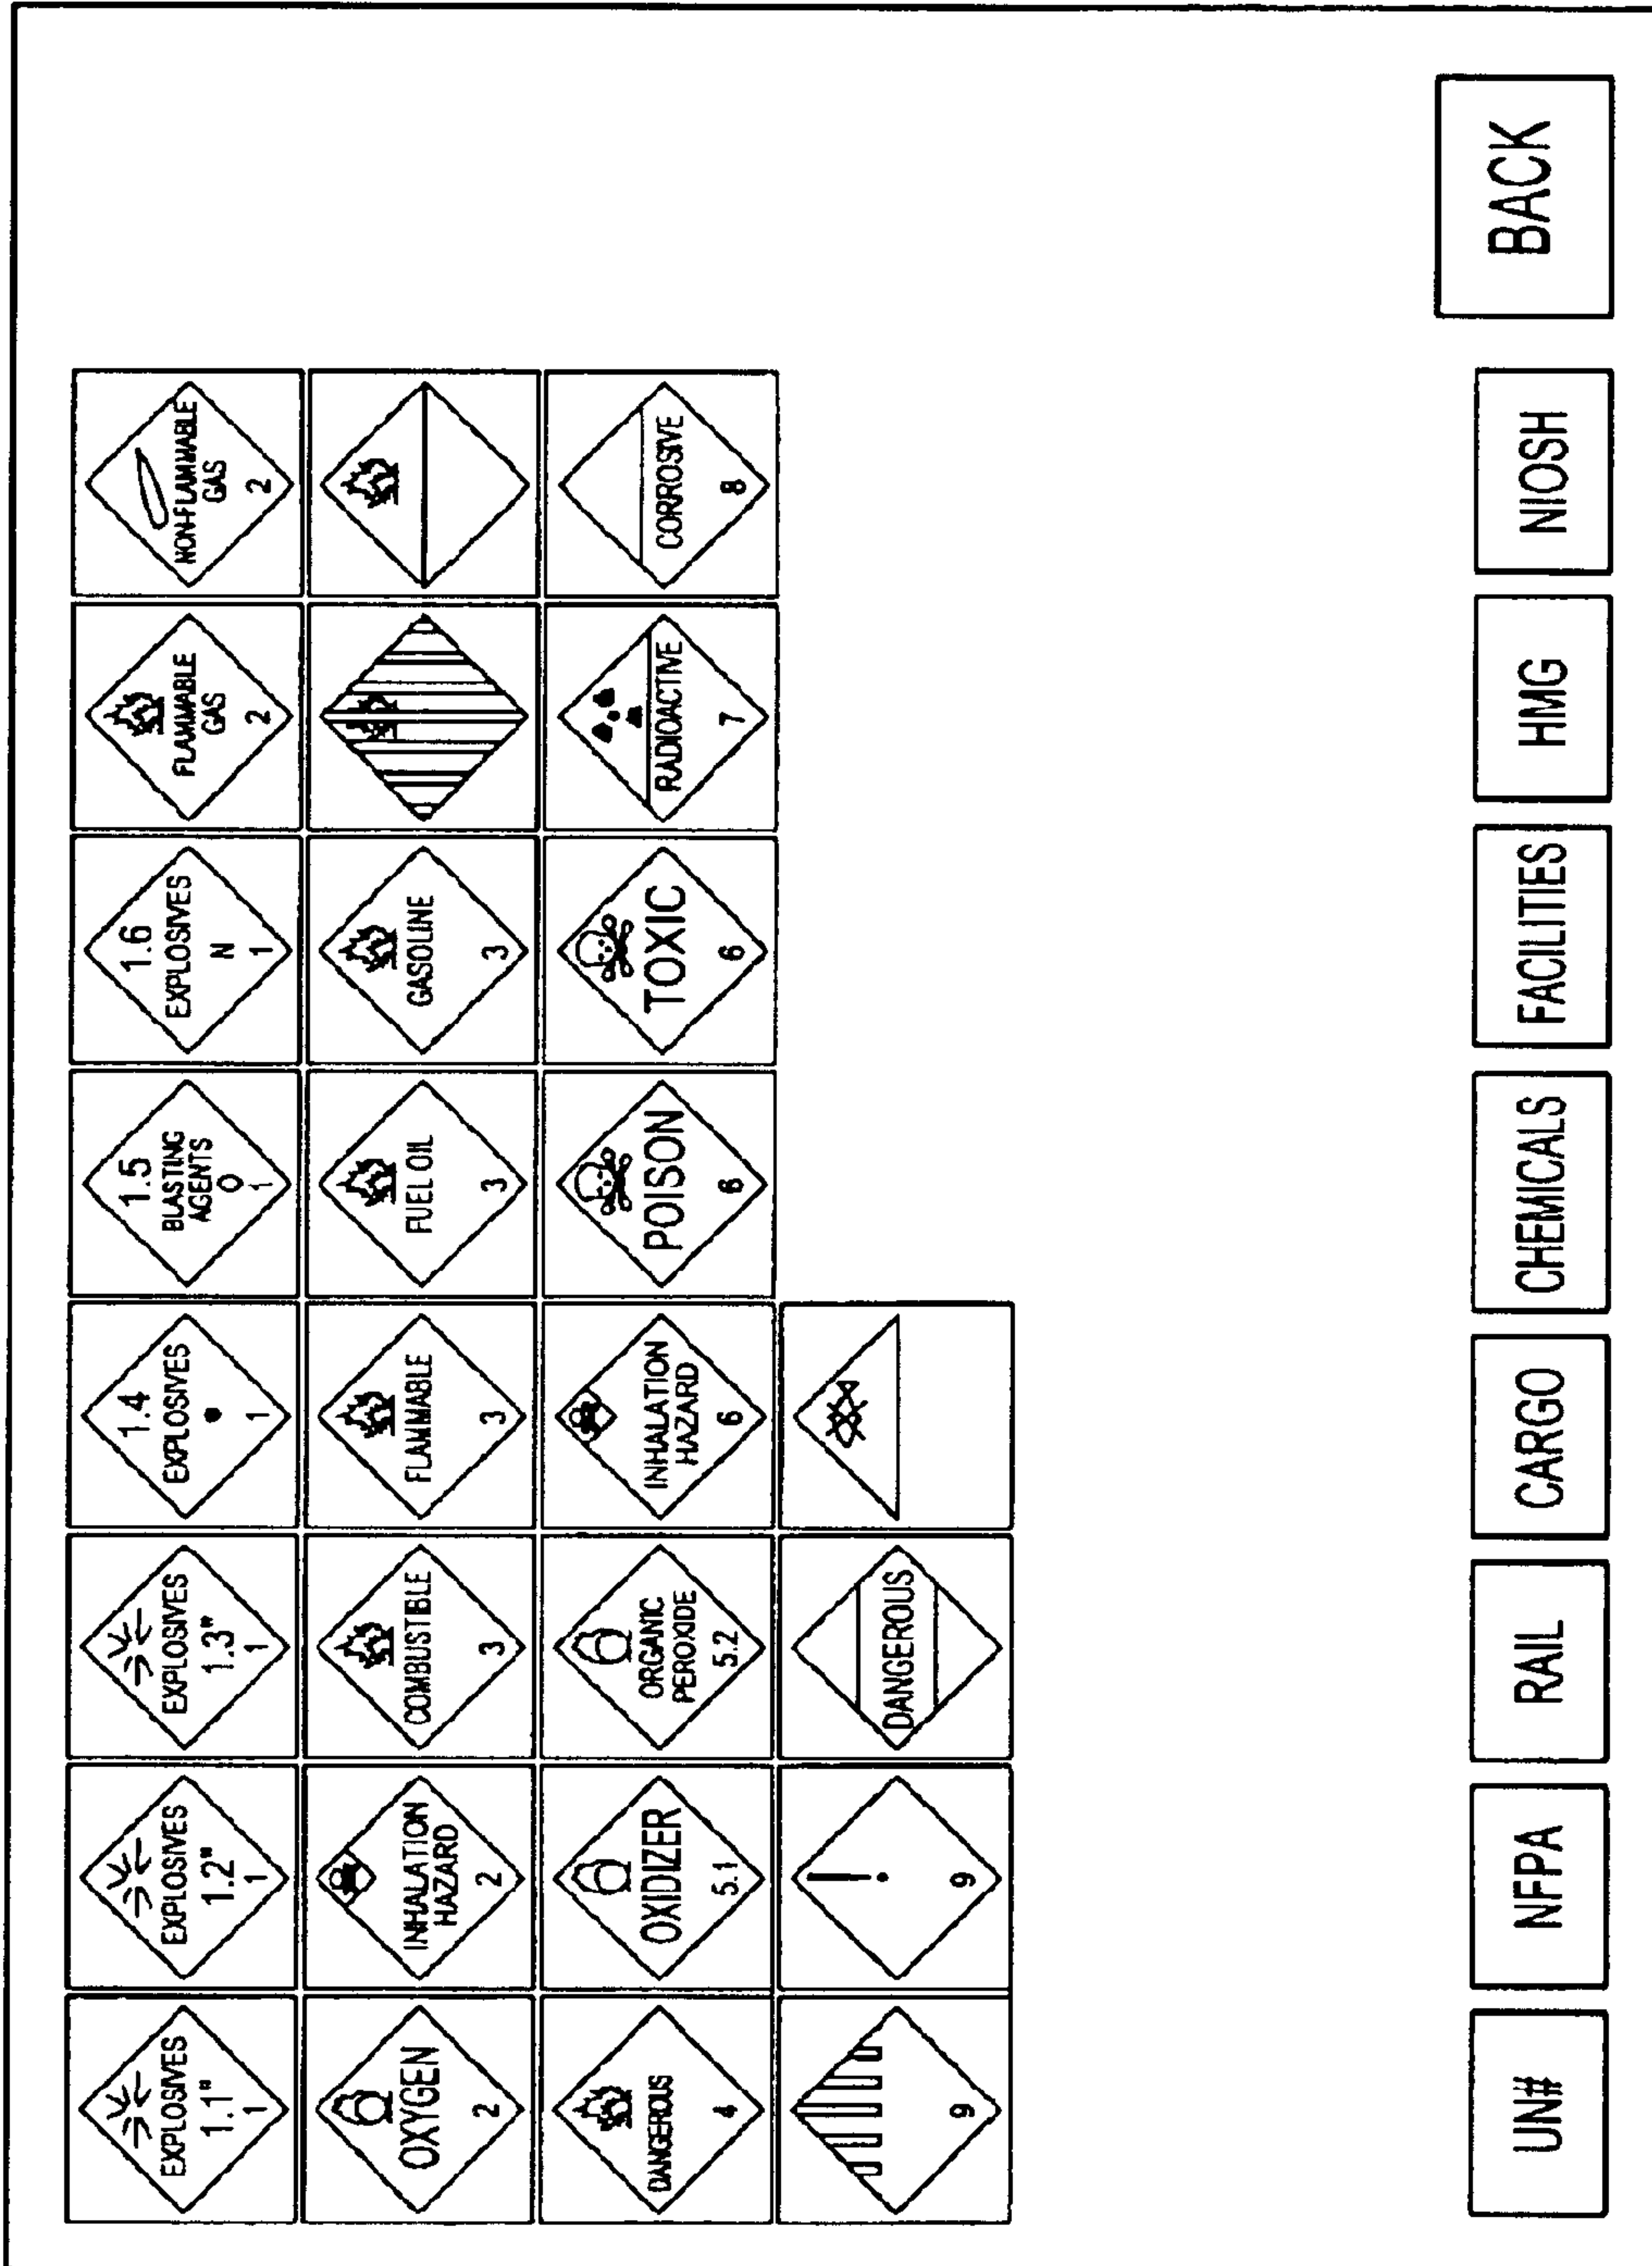 EXPLOSIVES
1.1"
1
EXPLOSIVES
1.2"
1
EXPLOSIVES
1.3"
1
1.4
EXPLOSIVES
1
1.5
BLASTING
AGENTS
O
1
1.6
EXPLOSIVES
N
1
FLAMMABLE
GAS
2
NON-FLAMMABLE
GAS
2
OXYGEN
2
INHALATION
HAZARD
2
COMBUSTIBLE
3
FLAMMABLE
3
FUEL OIL
3
GASOLINE
3
DANGEROUS
4
OXIDIZER
5.1
ORGANIC
PEROXIDE
5.2
INHALATION
HAZARD
6
POISON
6
TOXIC
6
RADIOACTIVE
7
CORROSIVE
8
9
!
9
DANGEROUS
UN#
NFPA
RAIL
CARGO
CHEMICALS
FACILITIES
HMG
NIOSH
BACK